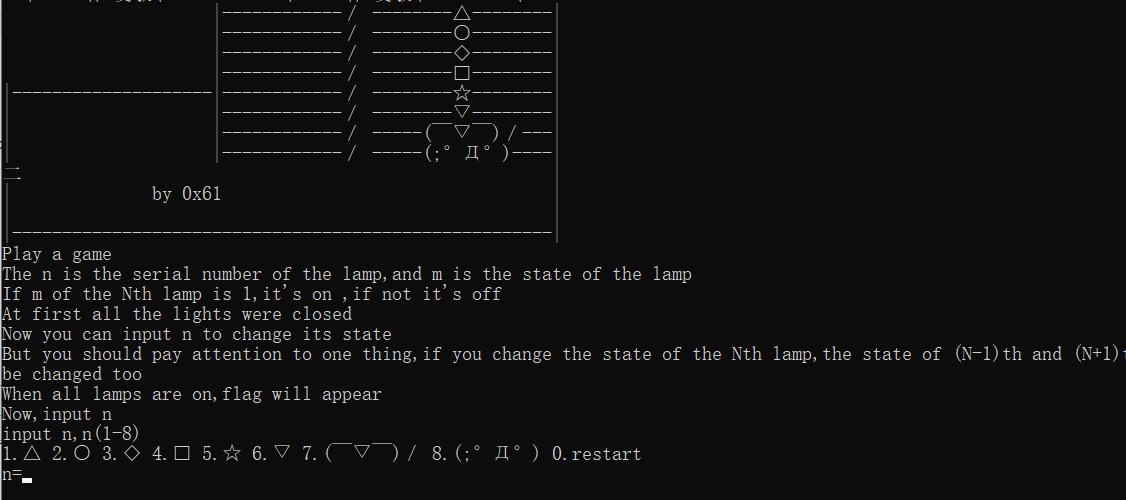 |------------/ --------△--------|
|------------/ --------○--------|
|------------/ --------◇--------|
|------------/ --------□--------|
|--------------------|------------/ --------☆--------|
|------------/ --------▽--------|
|------------/ -----(￣▽￣)/---|
|------------/ -----(;° Д°)----|
二
by 0x61
|------------------------------------------------------|
Play a game
The n is the serial number of the lamp,and m is the state of the lamp
If m of the Nth lamp is 1,it's on ,if not it's off
At first all the lights were closed
Now you can input n to change its state
But you should pay attention to one thing,if you change the state of the Nth lamp,the state of (N-1)th and (N+1)
be changed too
When all lamps are on,flag will appear
Now,input n
input n,n(1-8)
1.△ 2.○ 3.◇ 4.□ 5.☆ 6.▽ 7.(￣▽￣)/ 8.(;° Д°) 0.restart
n=